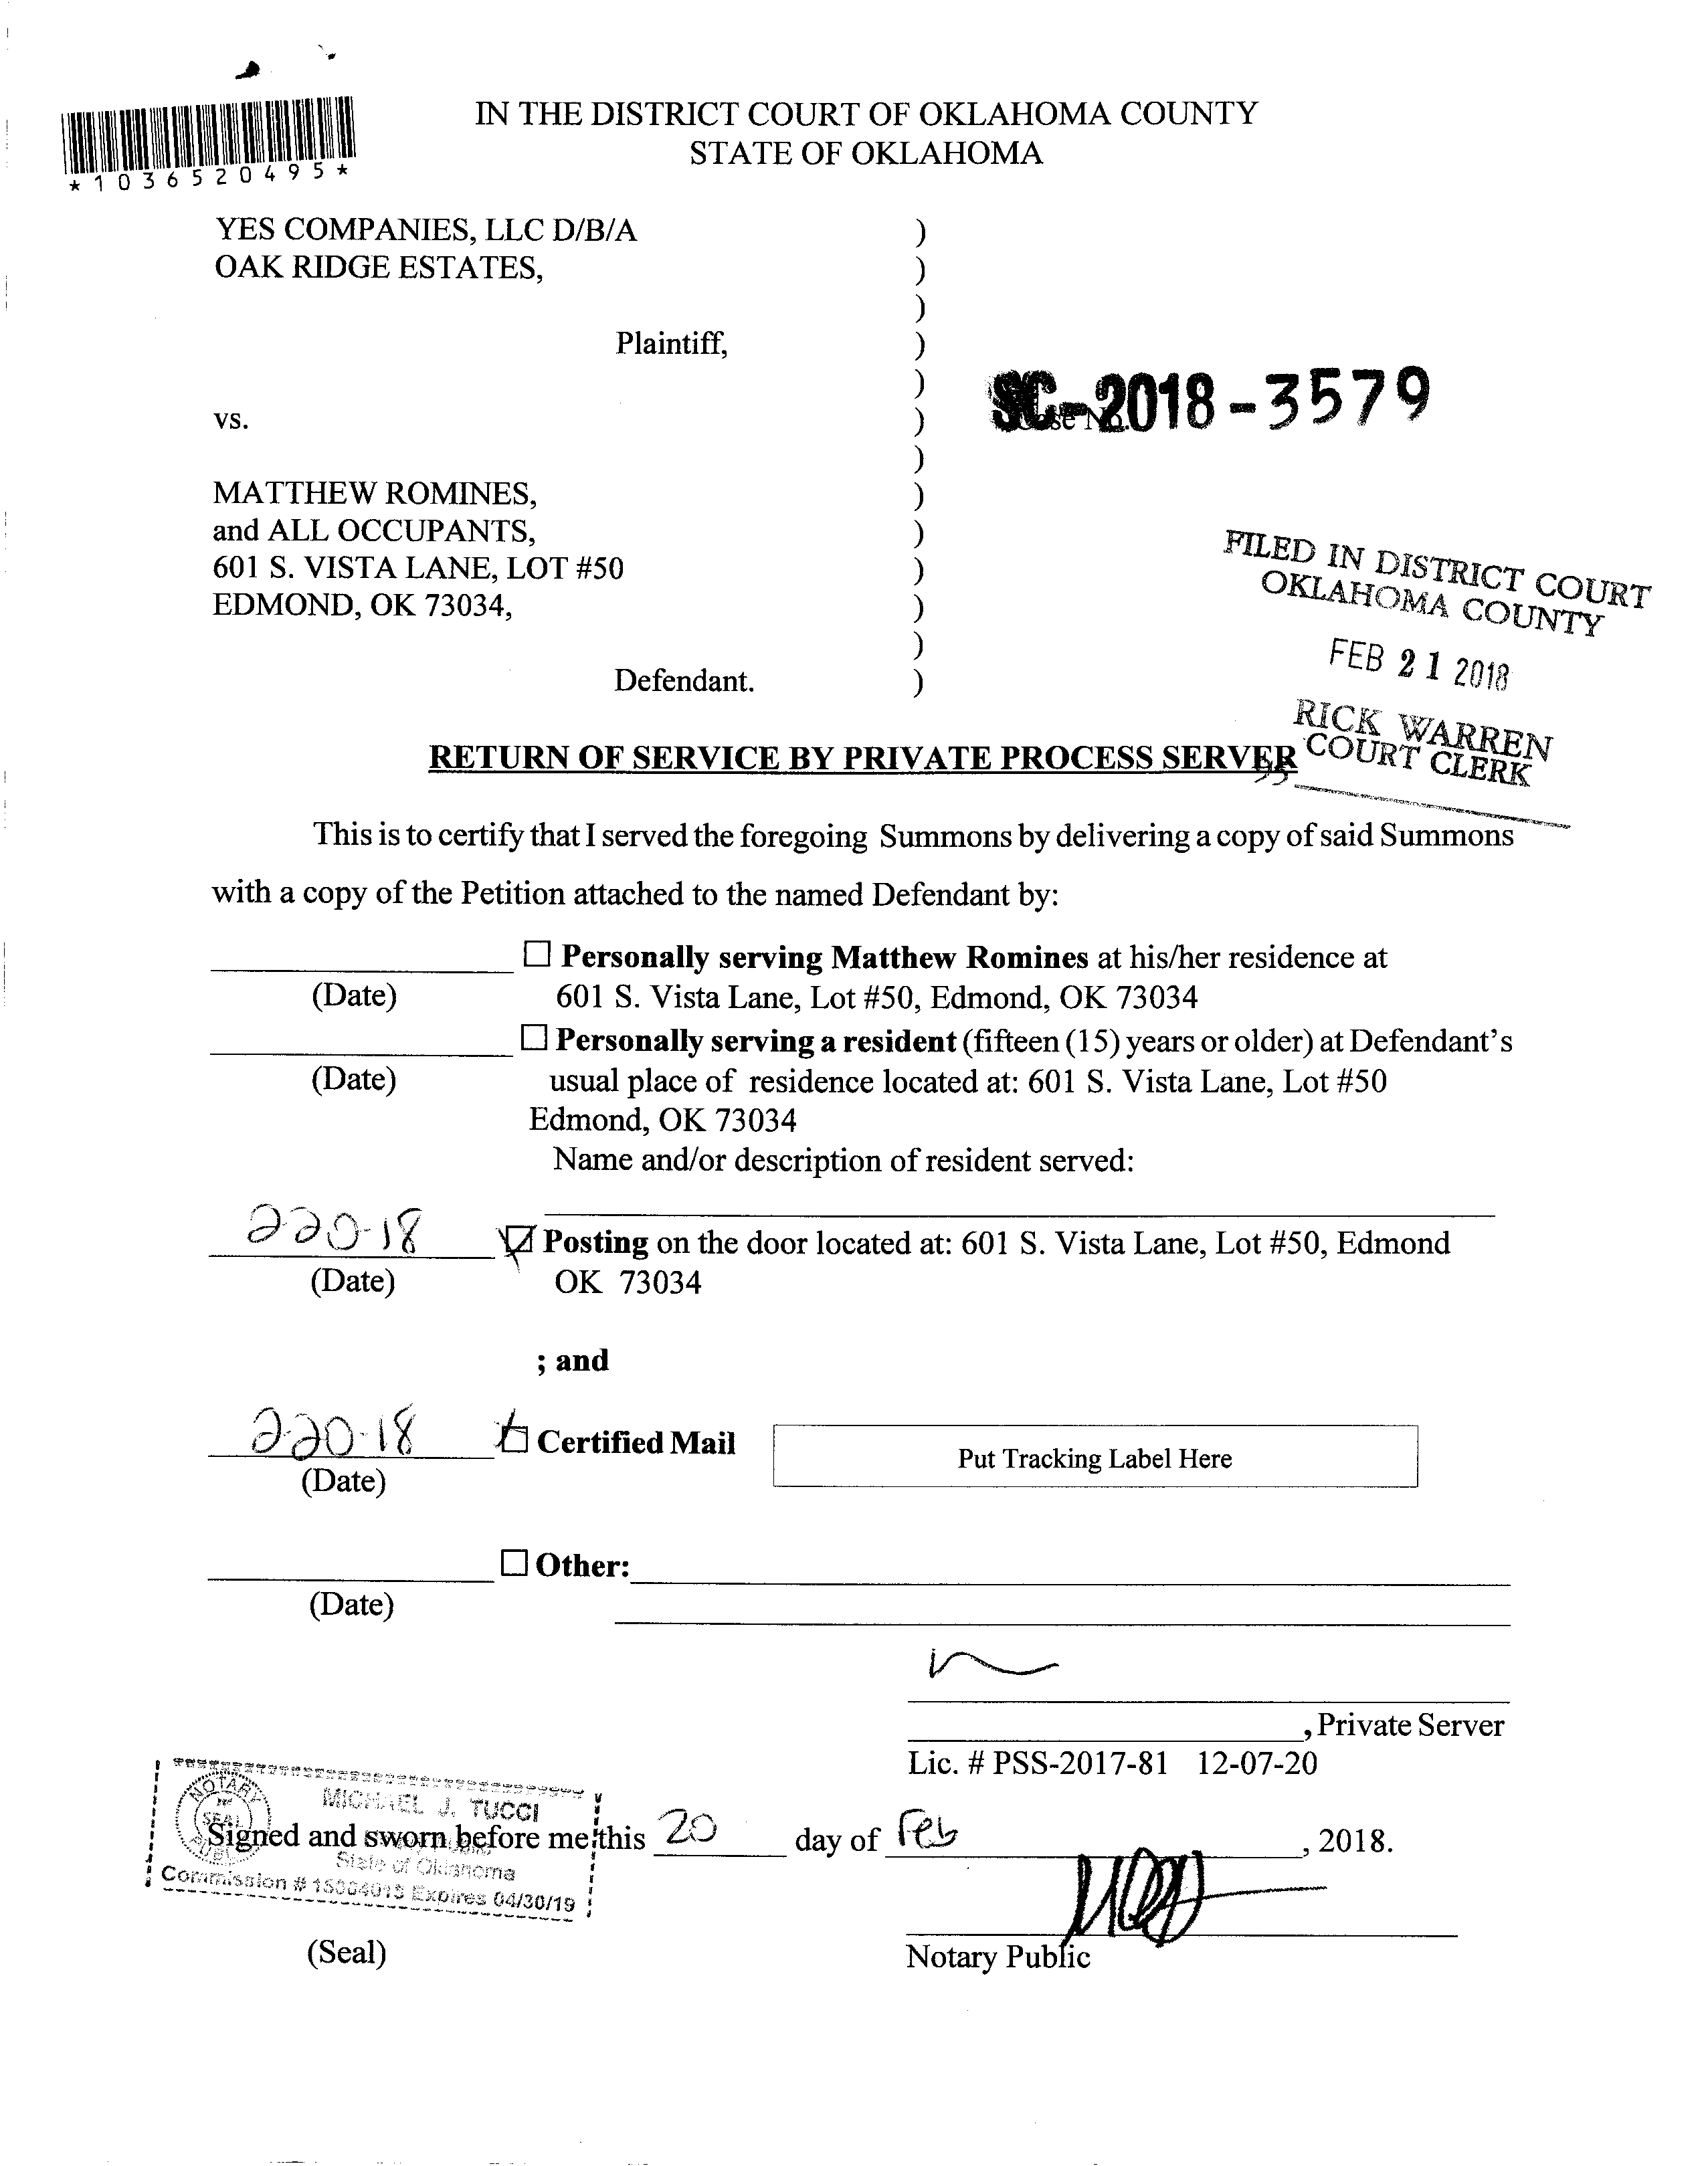 IN THE DISTRICT COURT OF OKLAHOMA COUNTY
STATE OF OKLAHOMA
*1036520495*
YES COMPANIES, LLC D/B/A )
OAK RIDGE ESTATES, )
)
Plaintiff, )
)
SC-2018-3579
Case No.
vs. )
)
MATTHEW ROMINES, )
and ALL OCCUPANTS, )
601 S. VISTA LANE, LOT #50 )
EDMOND, OK 73034, )
)
Defendant. )
FILED IN DISTRICT COURT
OKLAHOMA COUNTY
FEB 21 2018
RICK WARREN
COURT CLERK
RETURN OF SERVICE BY PRIVATE PROCESS SERVER
This is to certify that I served the foregoing Summons by delivering a copy of said Summons
with a copy of the Petition attached to the named Defendant by:
☐ Personally serving Matthew Romines at his/her residence at
(Date) 601 S. Vista Lane, Lot #50, Edmond, OK 73034
☐ Personally serving a resident (fifteen (15) years or older) at Defendant's
(Date) usual place of residence located at: 601 S. Vista Lane, Lot #50
Edmond, OK 73034
Name and/or description of resident served:
2-20-18 ☑ Posting on the door located at: 601 S. Vista Lane, Lot #50, Edmond
(Date) OK 73034
; and
2-20-18 ☑ Certified Mail Put Tracking Label Here
(Date)
☐ Other:
(Date)
, Private Server
Lic. # PSS-2017-81 12-07-20
NOTARY
SEAL
MICHAEL J. TUCCI
Signed and sworn before me this 20 day of Feb, 2018.
State of Oklahoma
Commission # Expires 04/30/19
(Seal)
Notary Public